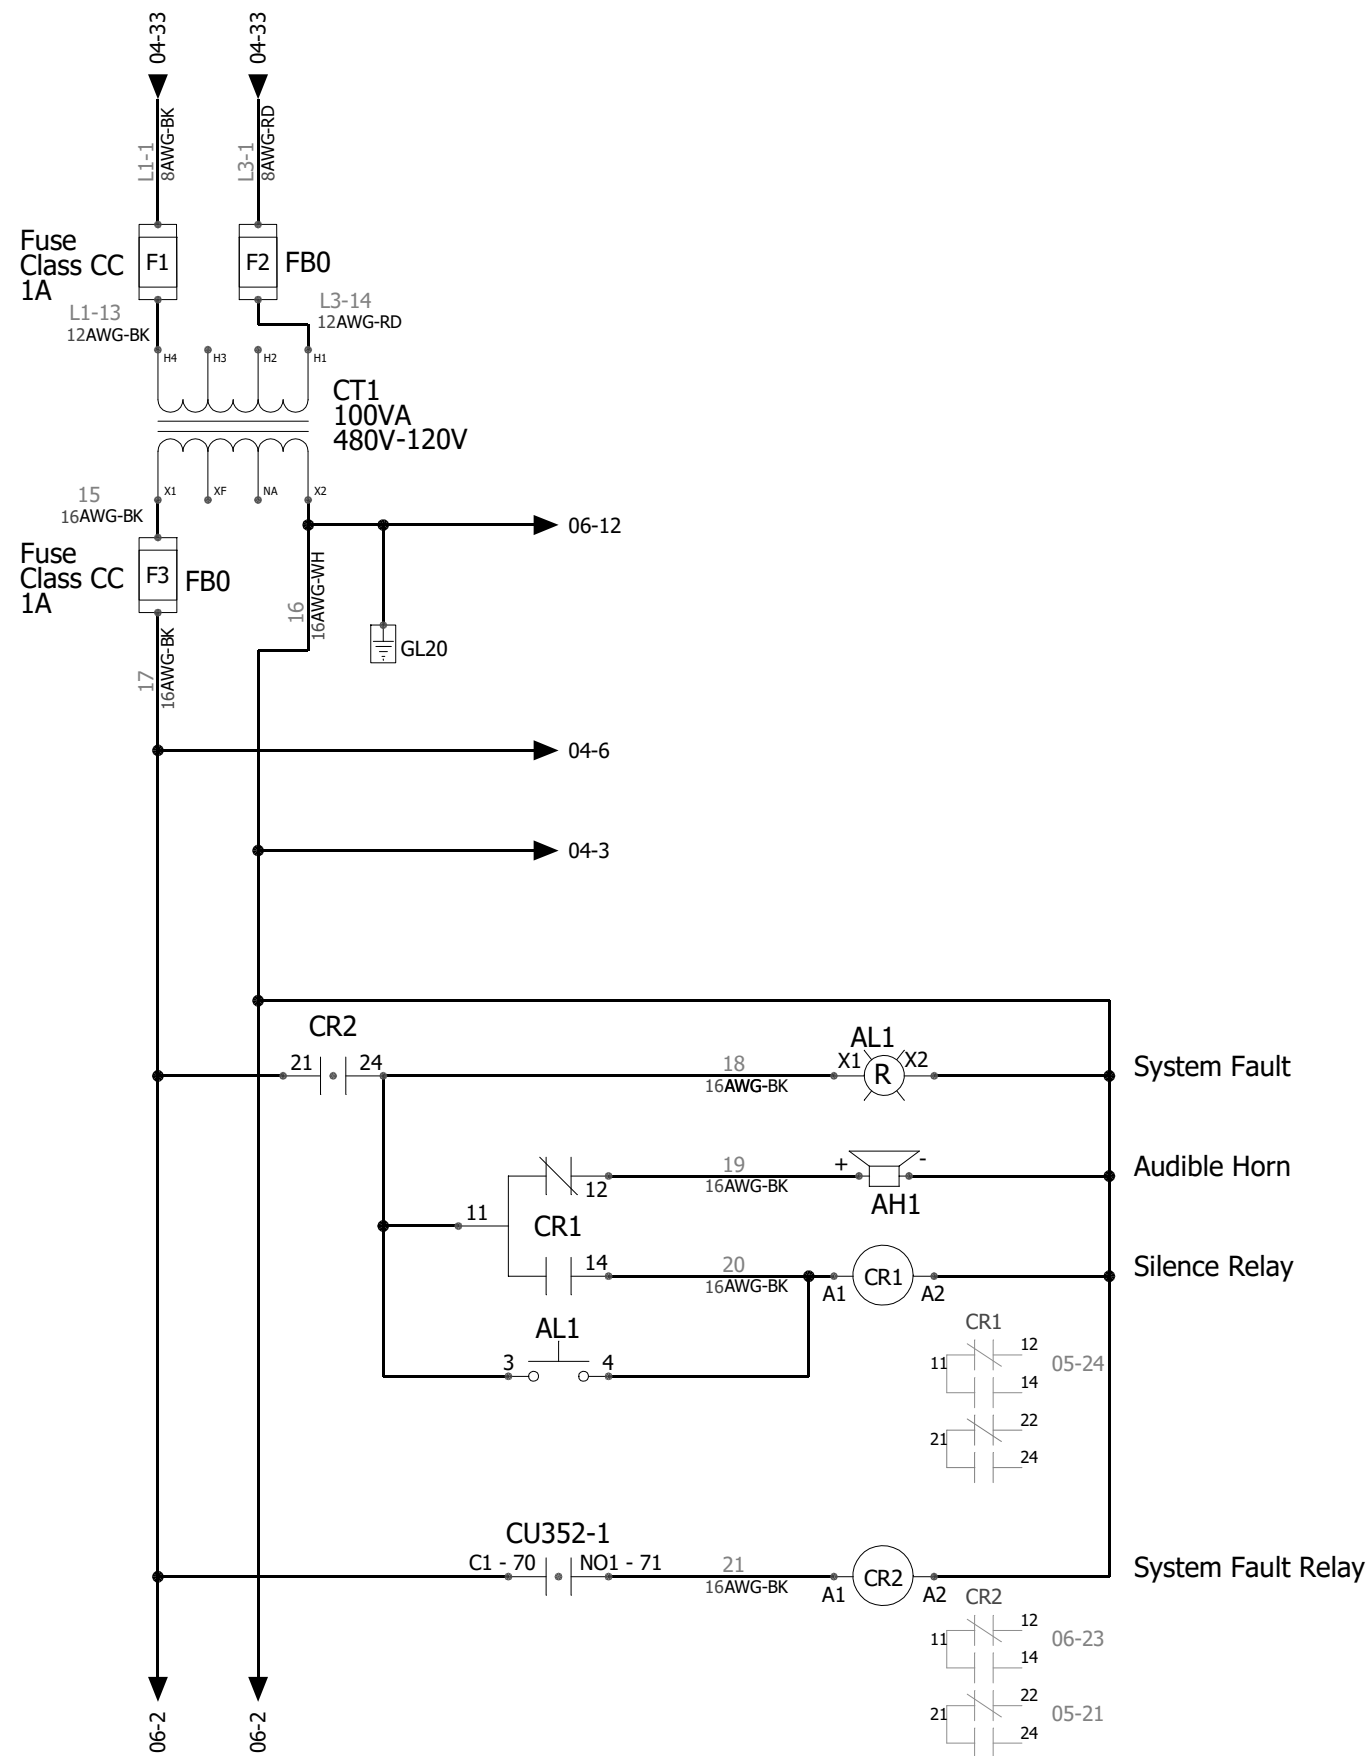 04-33
04-33
L1-1
8AWG-BK
L3-1
8AWG-RD
Fuse
Class CC
1A
F1
F2
FB0
L1-13
12AWG-BK
L3-14
12AWG-RD
H4
H3
H2
H1
CT1
100VA
480V-120V
X1
XF
NA
X2
15
16AWG-BK
06-12
Fuse
Class CC
1A
F3
FB0
16
16AWG-WH
GL20
17
16AWG-BK
04-6
04-3
CR2
21
24
18
16AWG-BK
AL1
X1
R
X2
System Fault
12
19
16AWG-BK
+
-
AH1
Audible Horn
11
CR1
14
20
16AWG-BK
A1
CR1
A2
Silence Relay
AL1
3
4
CR1
11
12
14
05-24
21
22
24
CU352-1
C1 - 70
NO1 - 71
21
16AWG-BK
A1
CR2
A2
System Fault Relay
CR2
11
12
14
06-23
21
22
24
05-21
06-2
06-2